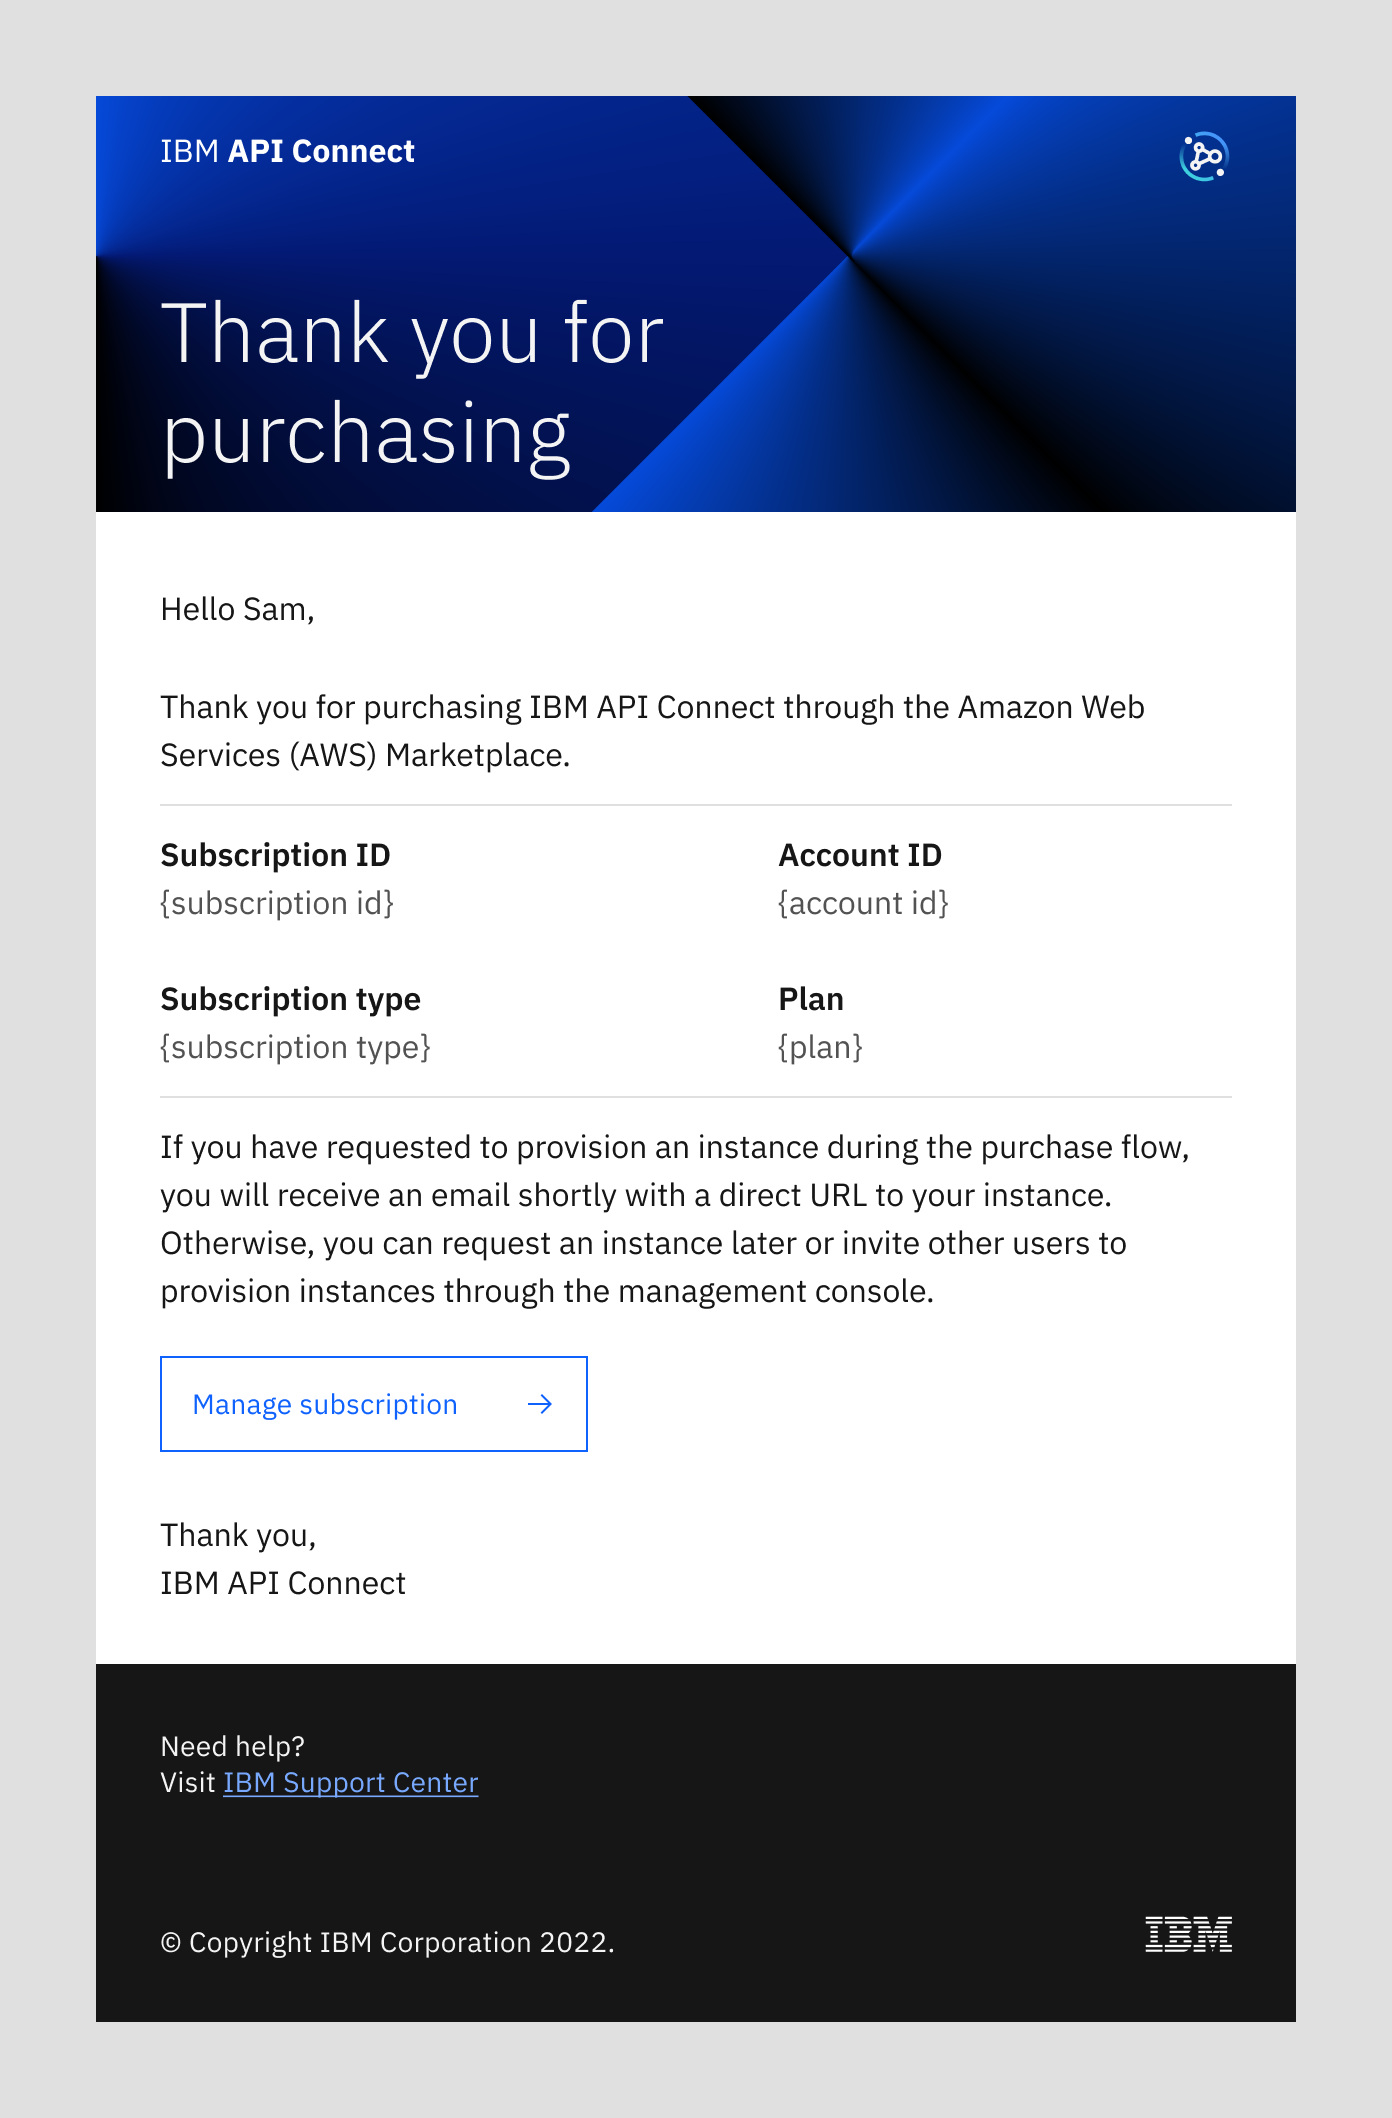 IBM API Connect
Thank you for
purchasing
Hello Sam,
Thank you for purchasing IBM API Connect through the Amazon Web
Services (AWS) Marketplace.
Subscription ID
{subscription id}
Account ID
{account id}
Subscription type
{subscription type}
Plan
{plan}
If you have requested to provision an instance during the purchase flow,
you will receive an email shortly with a direct URL to your instance.
Otherwise, you can request an instance later or invite other users to
provision instances through the management console.
Manage subscription
Thank you,
IBM API Connect
Need help?
Visit IBM Support Center
© Copyright IBM Corporation 2022.
IBM